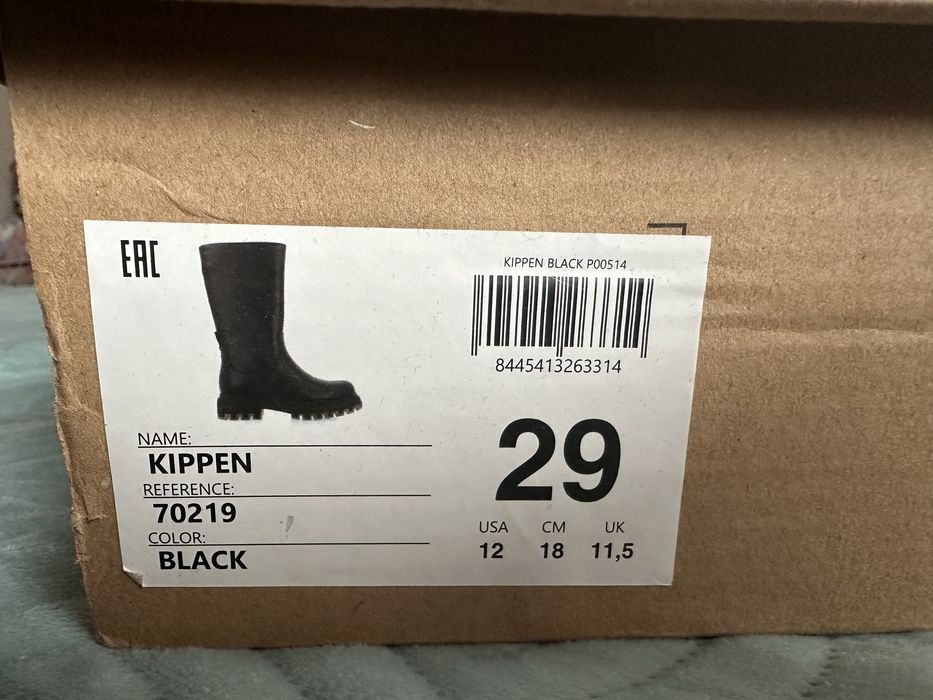 EAC
KIPPEN BLACK P00514
8445413263314
NAME:
KIPPEN
REFERENCE:
70219
COLOR:
BLACK
29
USA CM UK
12 18 11,5